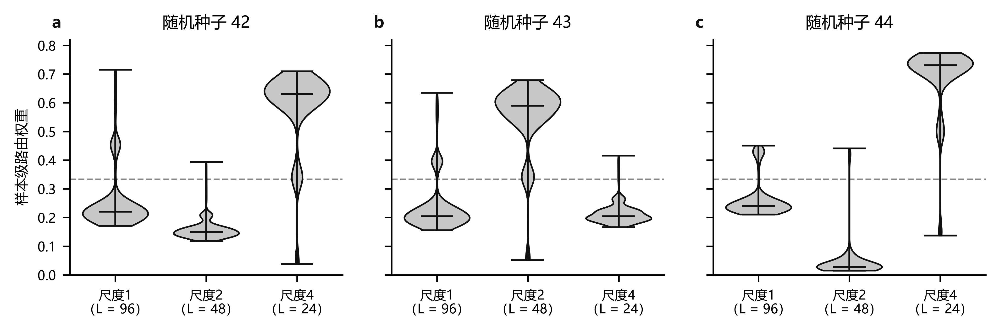 a 随机种子 42
b 随机种子 43
c 随机种子 44
样本级路由权重
0.8
0.7
0.6
0.5
0.4
0.3
0.2
0.1
0.0
尺度1
(L = 96)
尺度2
(L = 48)
尺度4
(L = 24)
尺度1
(L = 96)
尺度2
(L = 48)
尺度4
(L = 24)
尺度1
(L = 96)
尺度2
(L = 48)
尺度4
(L = 24)